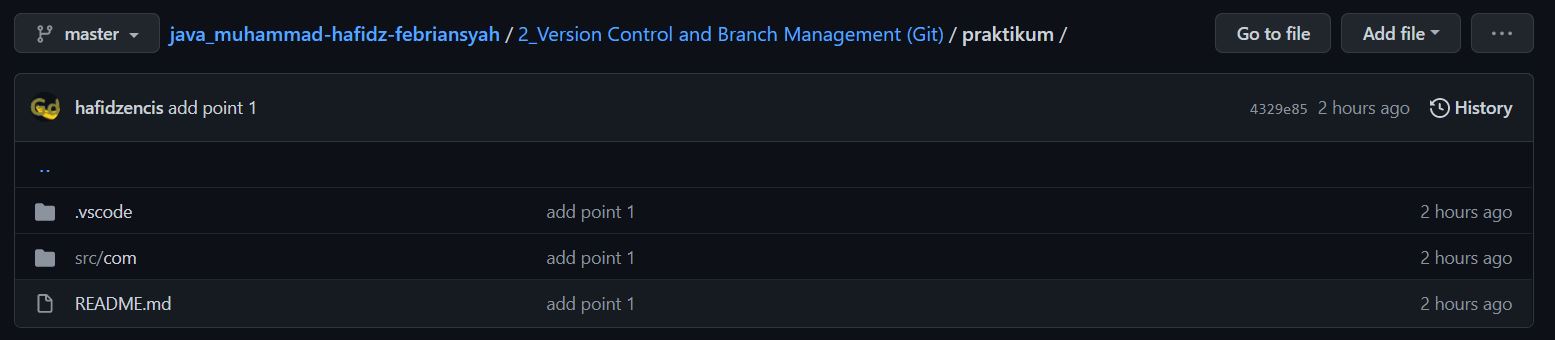 master java_muhammad-hafidz-febriansyah / 2_Version Control and Branch Management (Git) / praktikum / Go to file Add file ...
Gd hafidzencis add point 1 4329e85 2 hours ago History
..
.vscode add point 1 2 hours ago
src/com add point 1 2 hours ago
README.md add point 1 2 hours ago